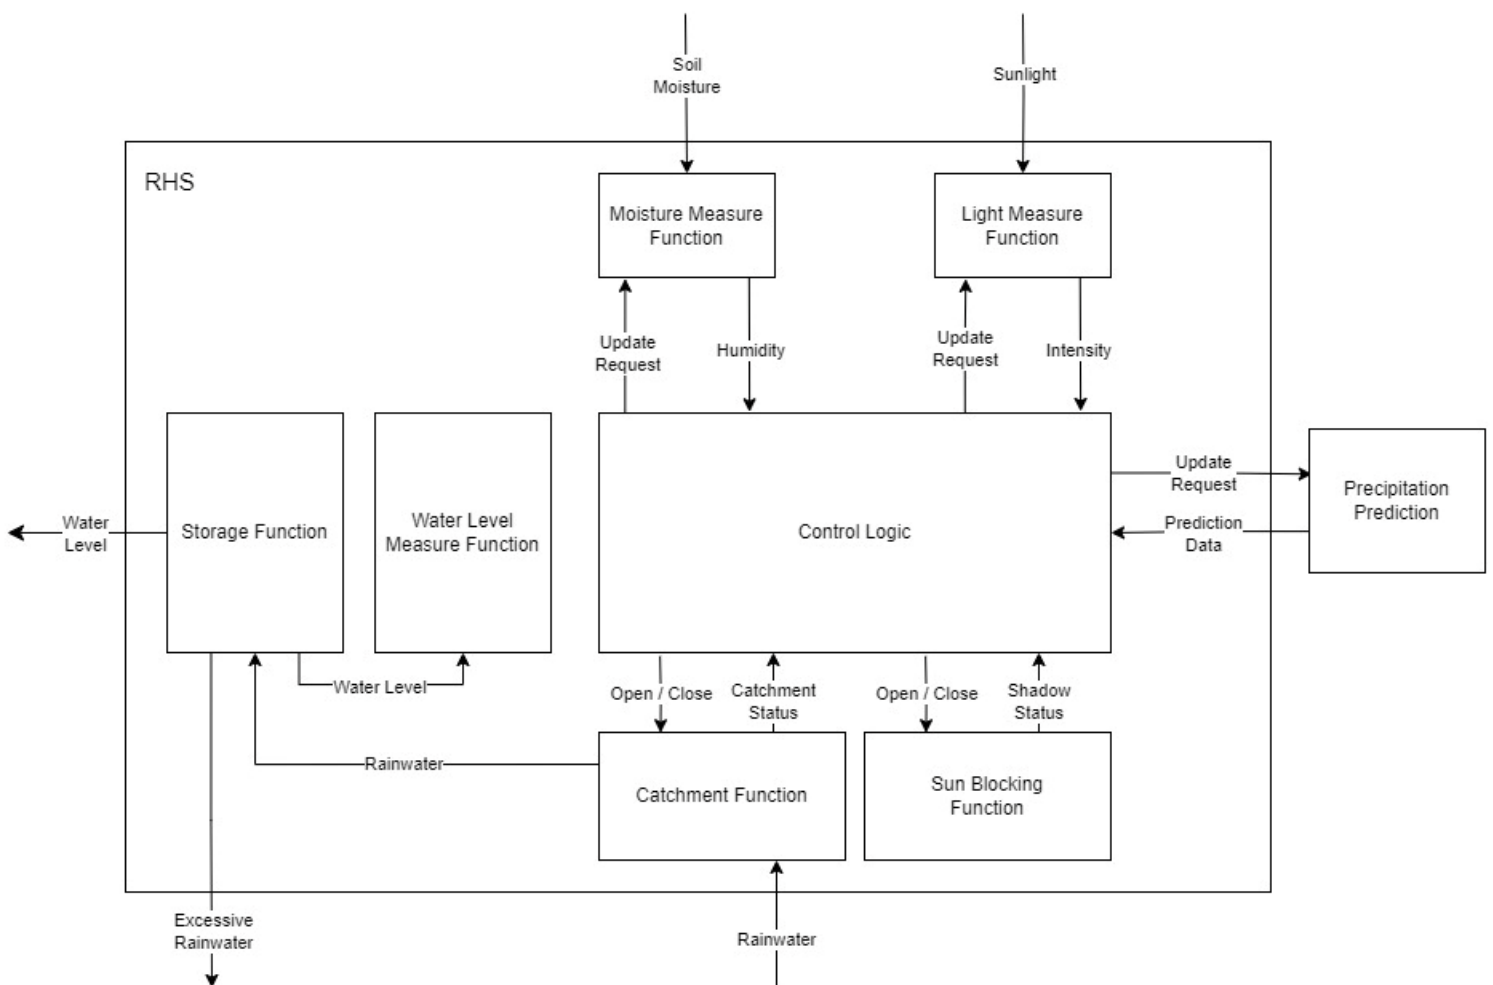 Soil
Moisture
Sunlight
RHS
Moisture Measure
Function
Light Measure
Function
Update
Request
Humidity
Update
Request
Intensity
Water
Level
Storage Function
Water Level
Measure Function
Control Logic
Update
Request
Prediction
Data
Precipitation
Prediction
Water Level
Open / Close
Catchment
Status
Open / Close
Shadow
Status
Rainwater
Catchment Function
Sun Blocking
Function
Excessive
Rainwater
Rainwater